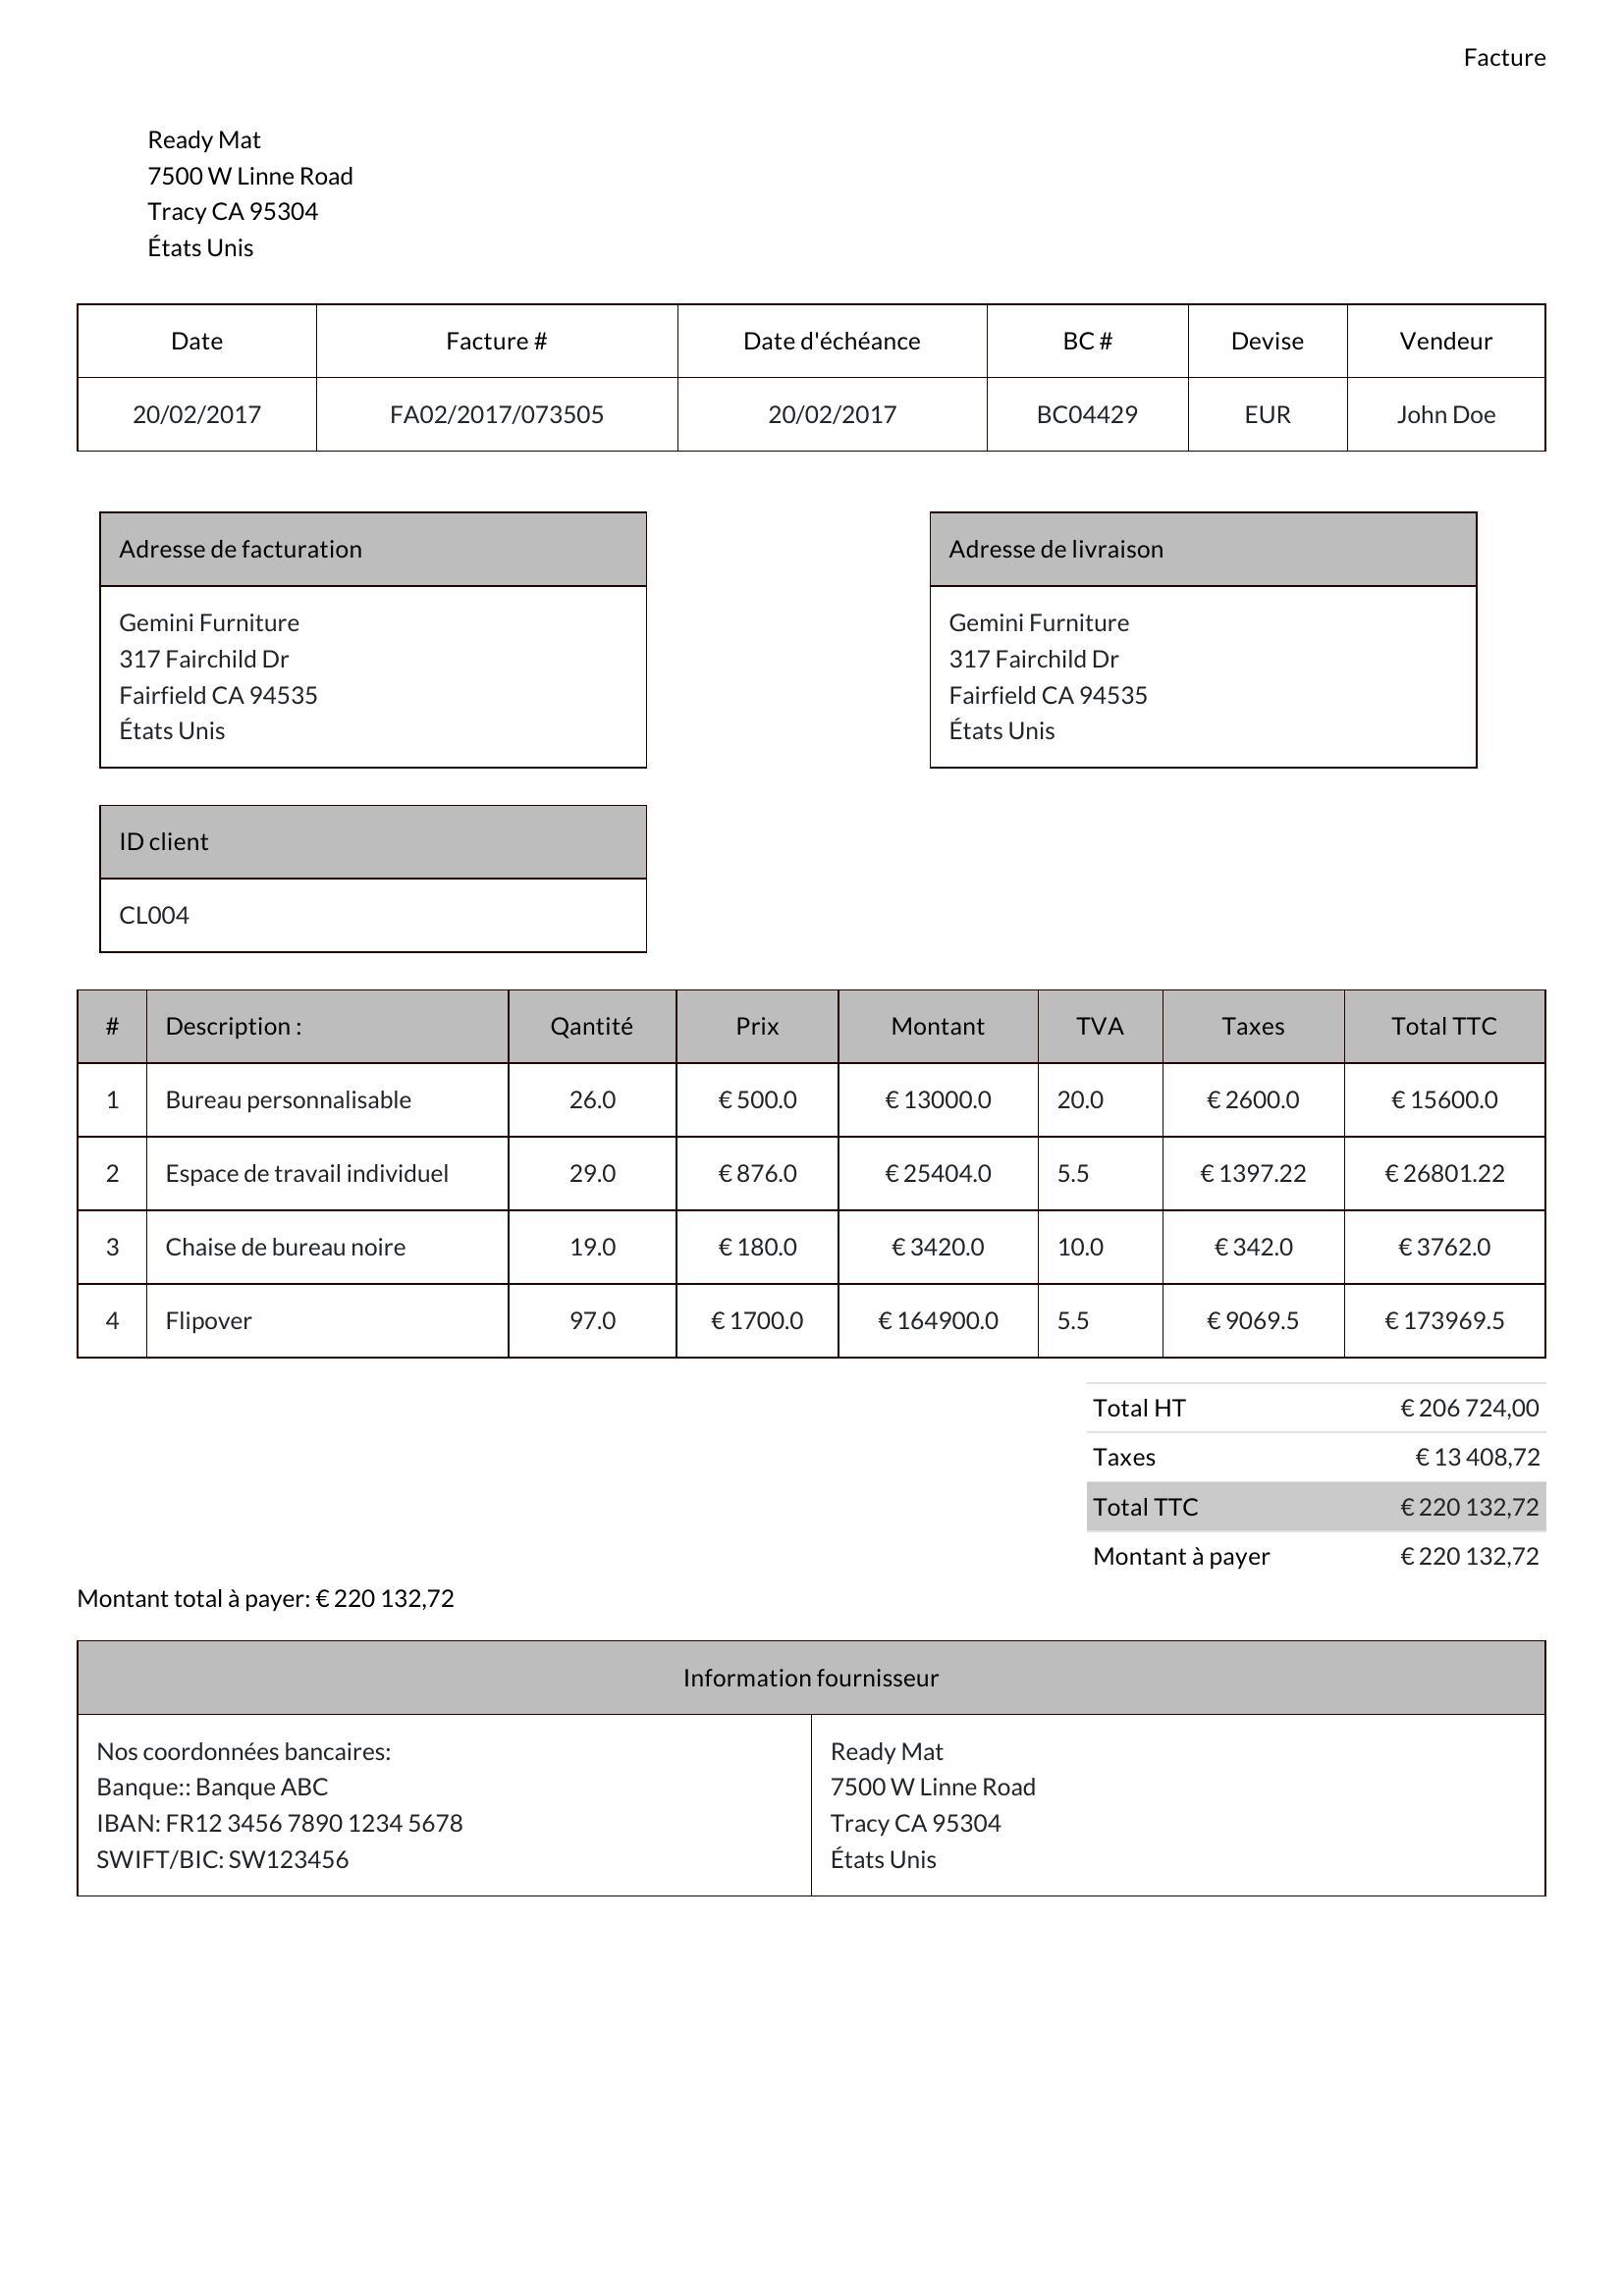 Facture
Ready Mat
7500 W Linne Road
Tracy CA 95304
États Unis
Date Facture # Date d'échéance BC # Devise Vendeur
20/02/2017 FA02/2017/073505 20/02/2017 BC04429 EUR John Doe
Adresse de facturation
Gemini Furniture
317 Fairchild Dr
Fairfield CA 94535
États Unis
Adresse de livraison
Gemini Furniture
317 Fairchild Dr
Fairfield CA 94535
États Unis
ID client
CL004
# Description : Qantité Prix Montant TVA Taxes Total TTC
1 Bureau personnalisable 26.0 € 500.0 € 13000.0 20.0 € 2600.0 € 15600.0
2 Espace de travail individuel 29.0 € 876.0 € 25404.0 5.5 € 1397.22 € 26801.22
3 Chaise de bureau noire 19.0 € 180.0 € 3420.0 10.0 € 342.0 € 3762.0
4 Flipover 97.0 € 1700.0 € 164900.0 5.5 € 9069.5 € 173969.5
Total HT € 206 724,00
Taxes € 13 408,72
Total TTC € 220 132,72
Montant à payer € 220 132,72
Montant total à payer: € 220 132,72
Information fournisseur
Nos coordonnées bancaires:
Banque:: Banque ABC
IBAN: FR12 3456 7890 1234 5678
SWIFT/BIC: SW123456
Ready Mat
7500 W Linne Road
Tracy CA 95304
États Unis